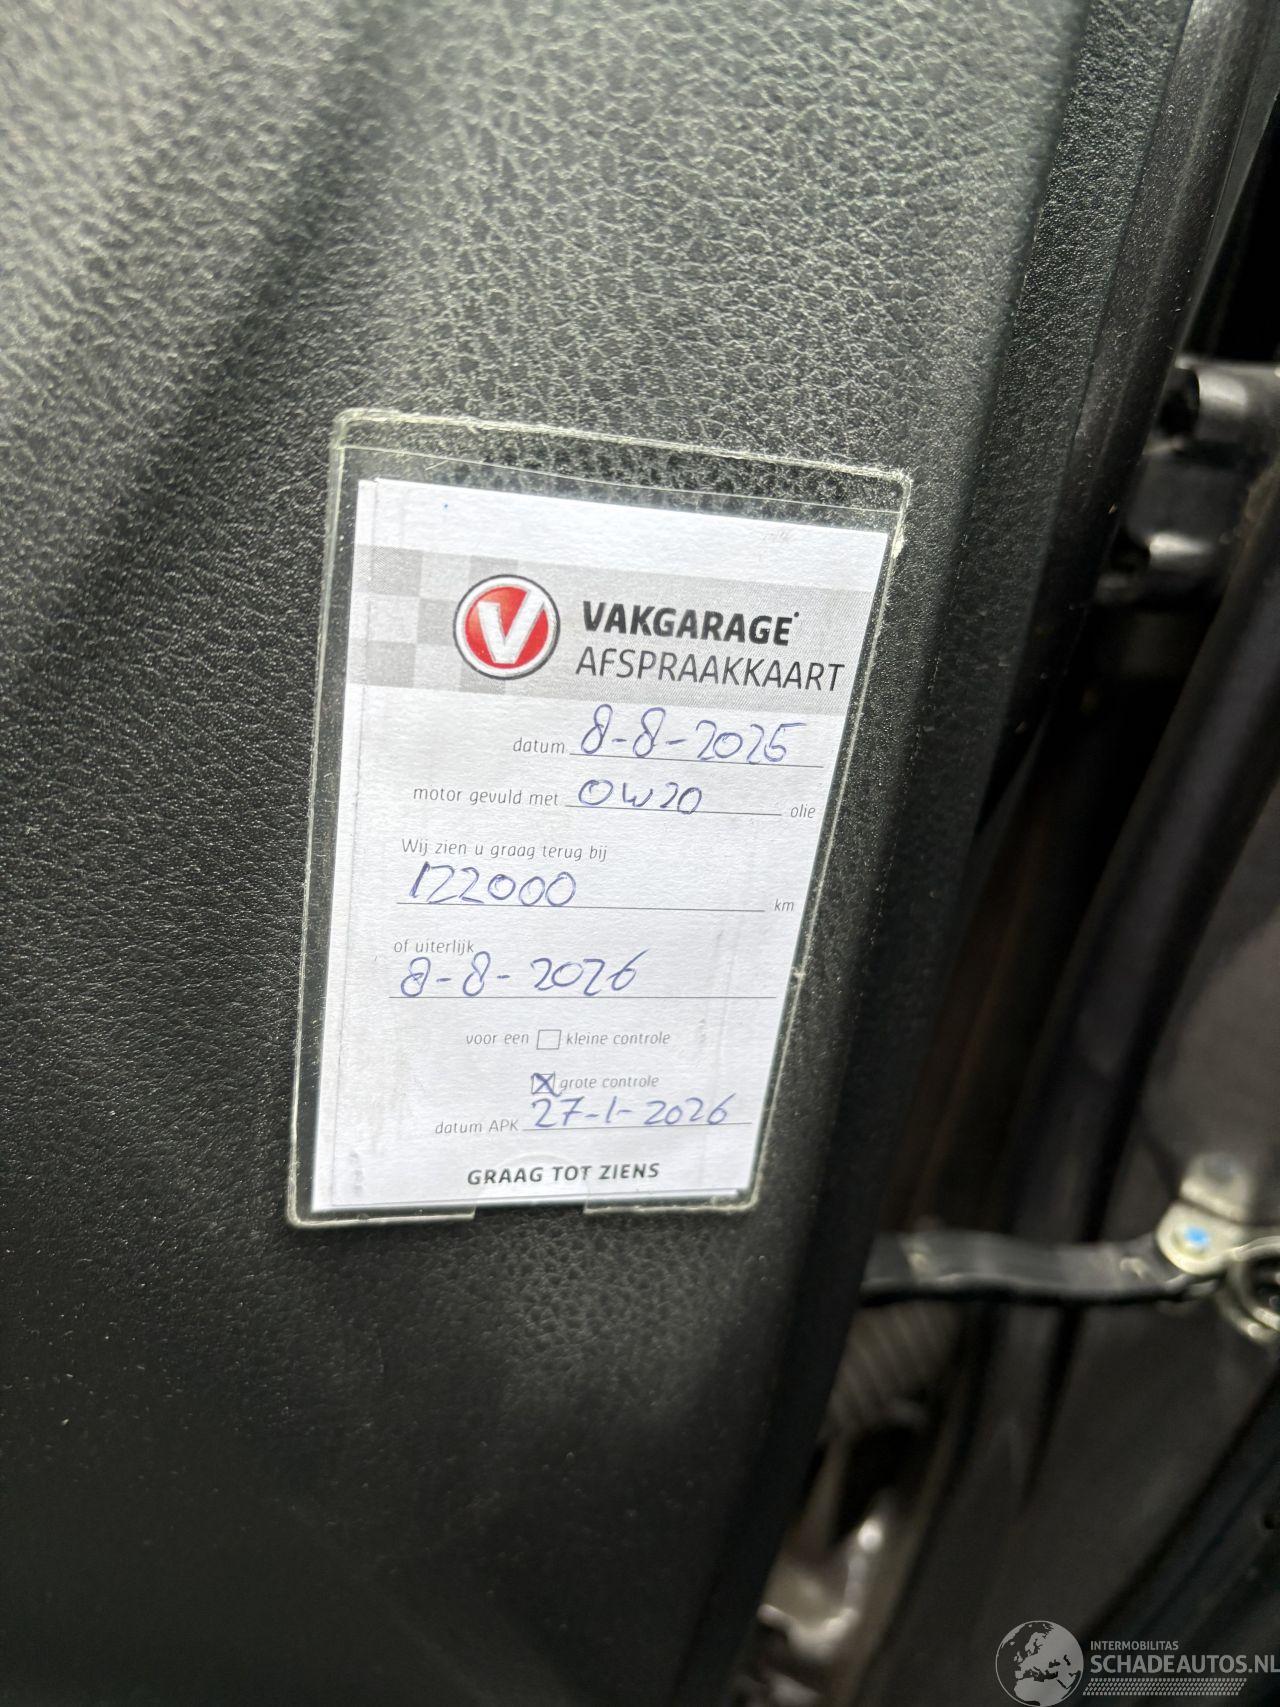 V
VAKGARAGE
AFSPRAAKKAART
datum 8-8-2025
motor gevuld met 0W20 olie
Wij zien u graag terug bij
122000 km
of uiterlijk
8-8-2026
voor een kleine controle
grote controle
datum APK 27-1-2026
GRAAG TOT ZIENS
INTERMOBILITAS
SCHADEAUTOS.NL